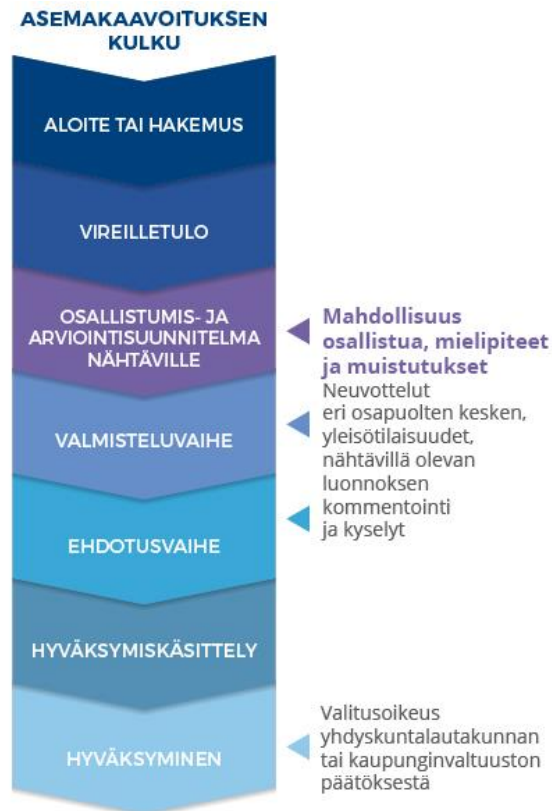 ASEMAKAAVOITUKSEN
KULKU
ALOITE TAI HAKEMUS
VIREILLETULO
OSALLISTUMIS- JA
ARVIOINTISUUNNITELMA
NÄHTÄVILLE
Mahdollisuus
osallistua, mielipiteet
ja muistutukset
VALMISTELUVAIHE
Neuvottelut
eri osapuolten kesken,
yleisötilaisuudet,
nähtävillä olevan
luonnoksen
kommentointi
ja kyselyt
EHDOTUSVAIHE
HYVÄKSYMISKÄSITTELY
HYVÄKSYMINEN
Valitusoikeus
yhdyskuntalautakunnan
tai kaupunginvaltuuston
päätöksestä